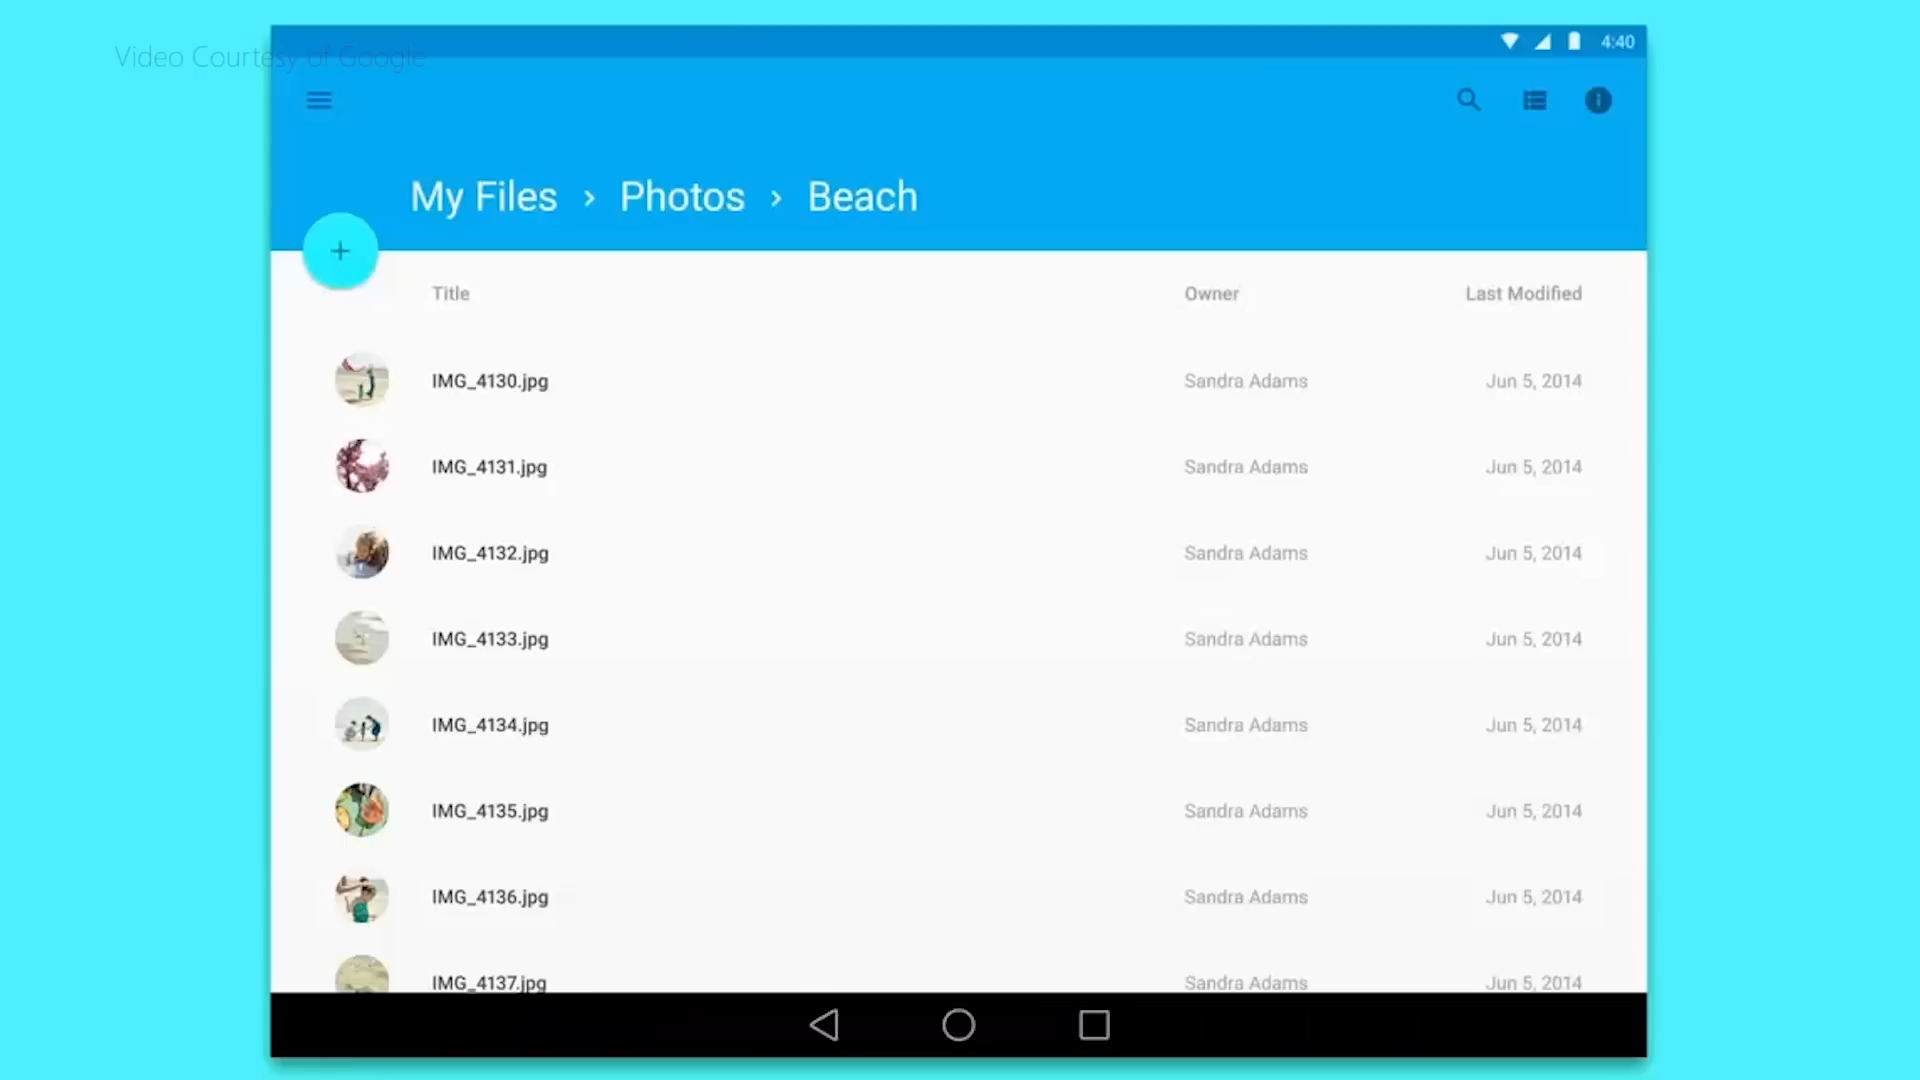 Video Courtesy of Google
4:40
My Files › Photos › Beach
Title Owner Last Modified
IMG_4130.jpg Sandra Adams Jun 5, 2014
IMG_4131.jpg Sandra Adams Jun 5, 2014
IMG_4132.jpg Sandra Adams Jun 5, 2014
IMG_4133.jpg Sandra Adams Jun 5, 2014
IMG_4134.jpg Sandra Adams Jun 5, 2014
IMG_4135.jpg Sandra Adams Jun 5, 2014
IMG_4136.jpg Sandra Adams Jun 5, 2014
IMG_4137.jpg Sandra Adams Jun 5, 2014